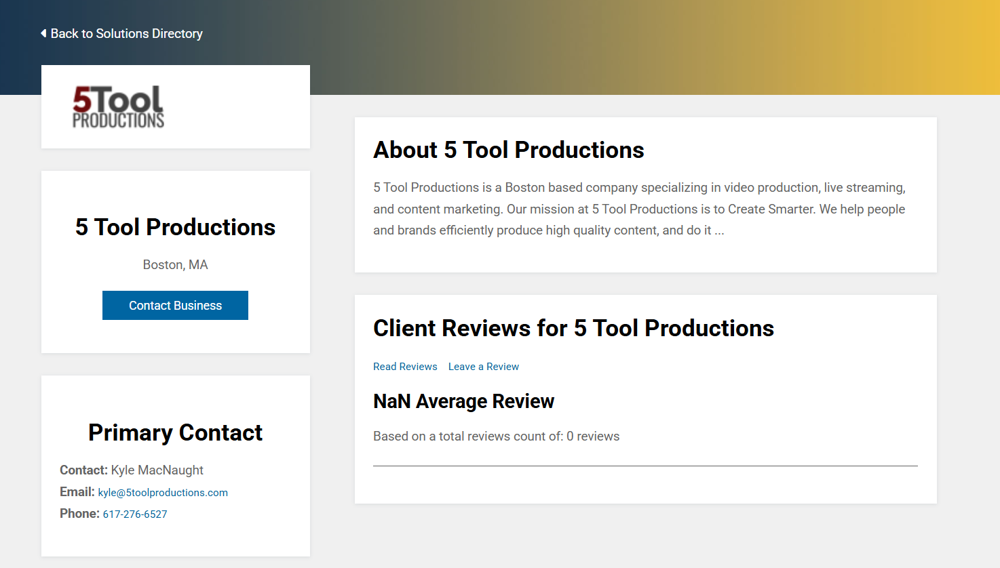 Back to Solutions Directory
5Tool
PRODUCTIONS
5 Tool Productions
Boston, MA
Contact Business
Primary Contact
Contact: Kyle MacNaught
Email: kyle@5toolproductions.com
Phone: 617-276-6527
About 5 Tool Productions
5 Tool Productions is a Boston based company specializing in video production, live streaming,
and content marketing. Our mission at 5 Tool Productions is to Create Smarter. We help people
and brands efficiently produce high quality content, and do it ...
Client Reviews for 5 Tool Productions
Read Reviews Leave a Review
NaN Average Review
Based on a total reviews count of: 0 reviews